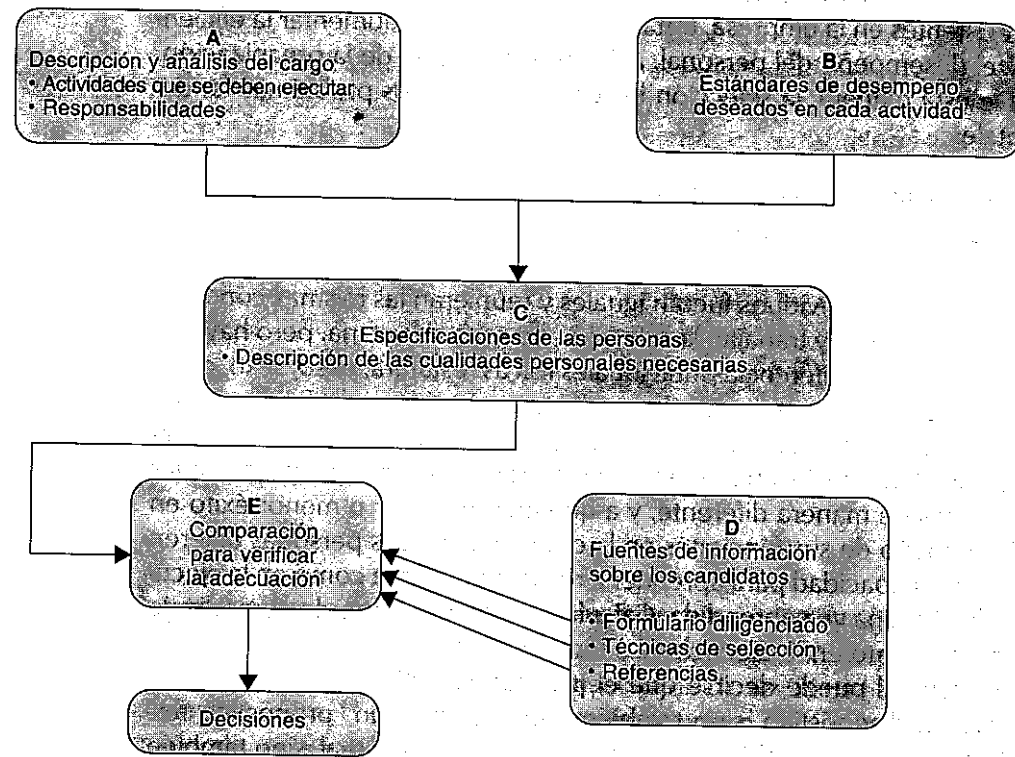 A
Descripción y análisis del cargo
• Actividades que se deben ejecutar
• Responsabilidades
B
Estándares de desempeño
deseados en cada actividad
C
Especificaciones de las personas
• Descripción de las cualidades personales necesarias
E
Comparación
para verificar
la adecuación
D
Fuentes de información
sobre los candidatos
• Formulario diligenciado
• Técnicas de selección
• Referencias
Decisiones